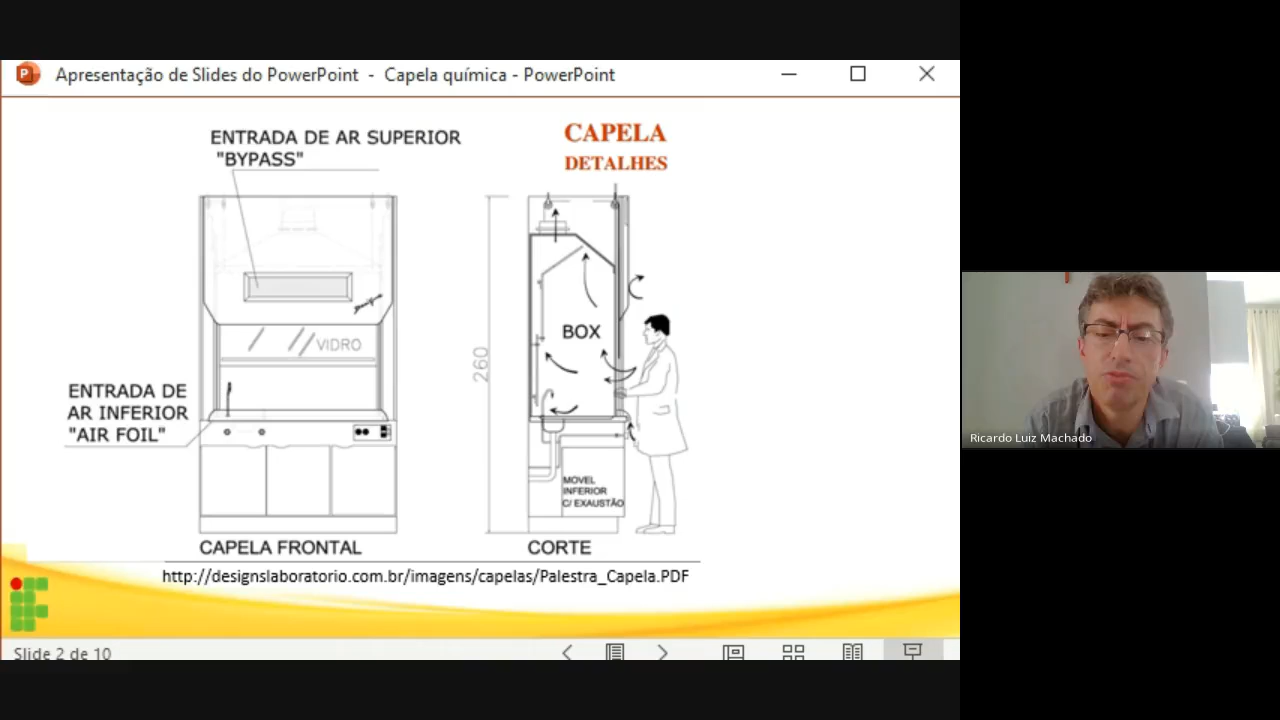 Apresentação de Slides do PowerPoint - Capela química - PowerPoint
ENTRADA DE AR SUPERIOR
"BYPASS"
CAPELA
DETALHES
VIDRO
ENTRADA DE
AR INFERIOR
"AIR FOIL"
260
BOX
MOVEL
INFERIOR
C/ EXAUSTÃO
CAPELA FRONTAL
CORTE
http://designslaboratorio.com.br/imagens/capelas/Palestra_Capela.PDF
Slide 2 de 10
Ricardo Luiz Machado